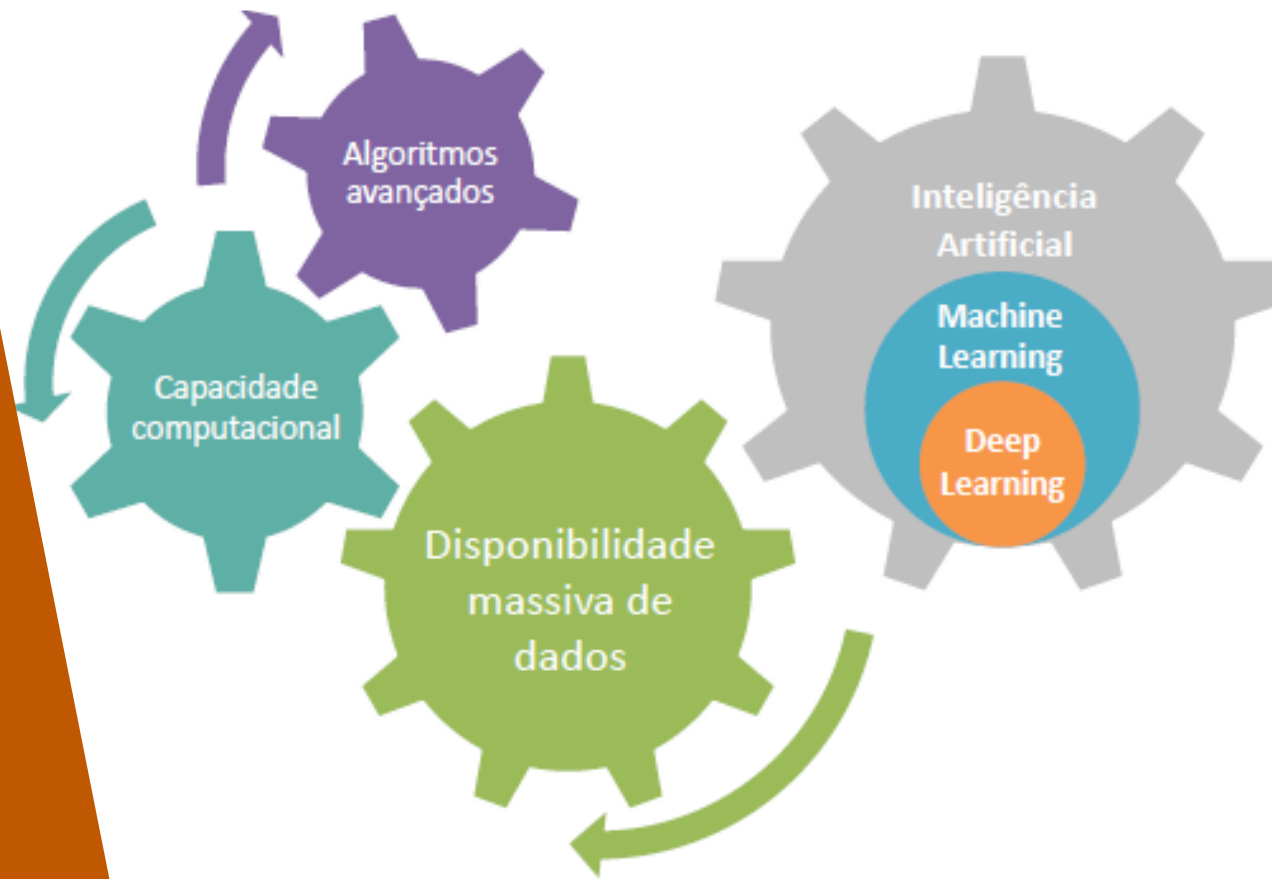 Algoritmos
avançados
Capacidade
computacional
Disponibilidade
massiva de
dados
Inteligência
Artificial
Machine
Learning
Deep
Learning